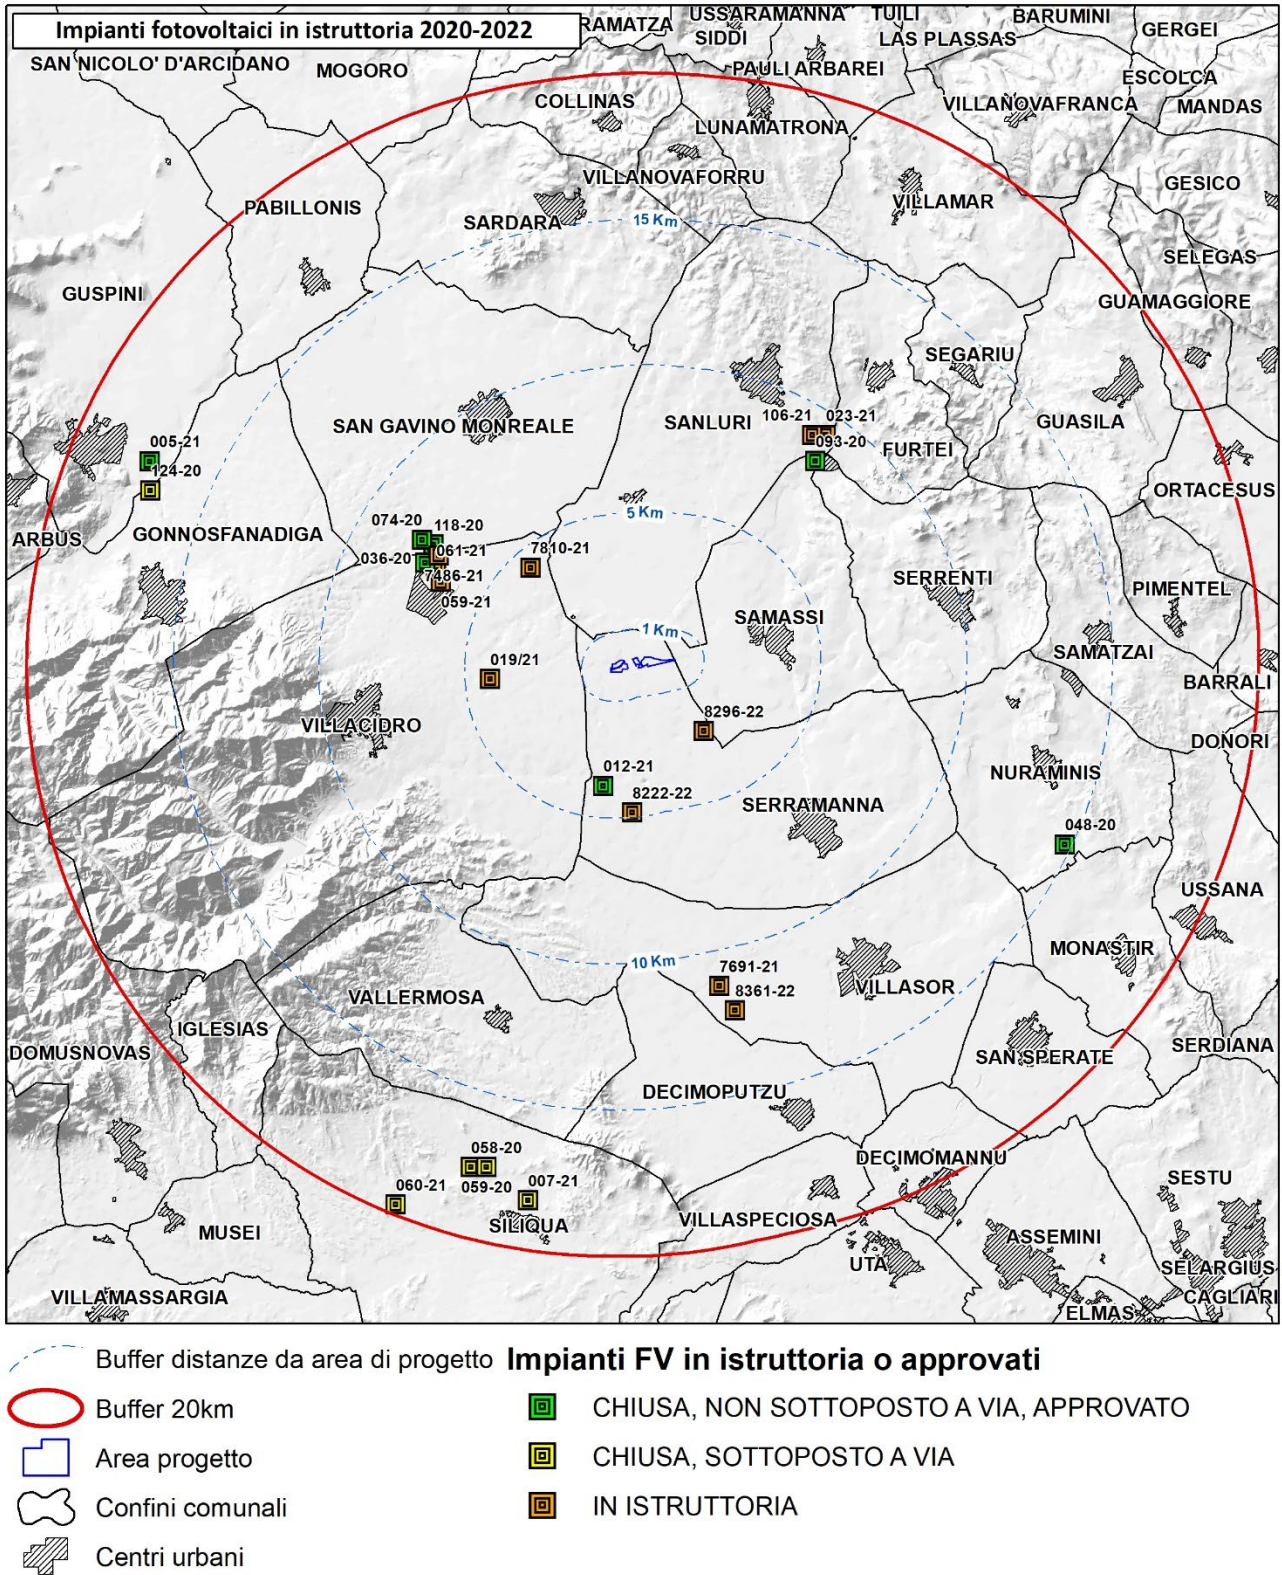 Impianti fotovoltaici in istruttoria 2020-2022
RAMATZA
USSARAMANNA
TUILI
BARUMINI
GERGEI
SIDDI
LAS PLASSAS
SAN NICOLO' D'ARCIDANO
MOGORO
PAULI ARBAREI
ESCOLCA
COLLINAS
VILLANOVAFRANCA
MANDAS
LUNAMATRONA
VILLANOVAFORRU
GESICO
PABILLONIS
SARDARA
VILLAMAR
15 Km
SELEGAS
GUSPINI
GUAMAGGIORE
SEGARIU
SAN GAVINO MONREALE
SANLURI
106-21
023-21
GUASILA
005-21
093-20
FURTEI
124-20
ORTACESUS
5 Km
ARBUS
GONNOSFANADIGA
074-20
118-20
036-20
061-21
7810-21
7486-21
SERRENTI
PIMENTEL
059-21
1 Km
SAMASSI
SAMATZAI
019/21
BARRALI
VILLACIDRO
8296-22
DONORI
012-21
NURAMINIS
8222-22
SERRAMANNA
048-20
USSANA
MONASTIR
10 Km
7691-21
VILLASOR
8361-22
VALLERMOSA
IGLESIAS
DOMUSNOVAS
SAN SPERATE
SERDIANA
DECIMOPUTZU
058-20
DECIMOMANNU
060-21
059-20
007-21
SESTU
MUSEI
SILIQUA
VILLASPECIOSA
ASSEMINI
UTA
SELARGIUS
VILLAMASSARGIA
CAGLIARI
ELMAS
Buffer distanze da area di progetto
Impianti FV in istruttoria o approvati
Buffer 20km
CHIUSA, NON SOTTOPOSTO A VIA, APPROVATO
Area progetto
CHIUSA, SOTTOPOSTO A VIA
Confini comunali
IN ISTRUTTORIA
Centri urbani